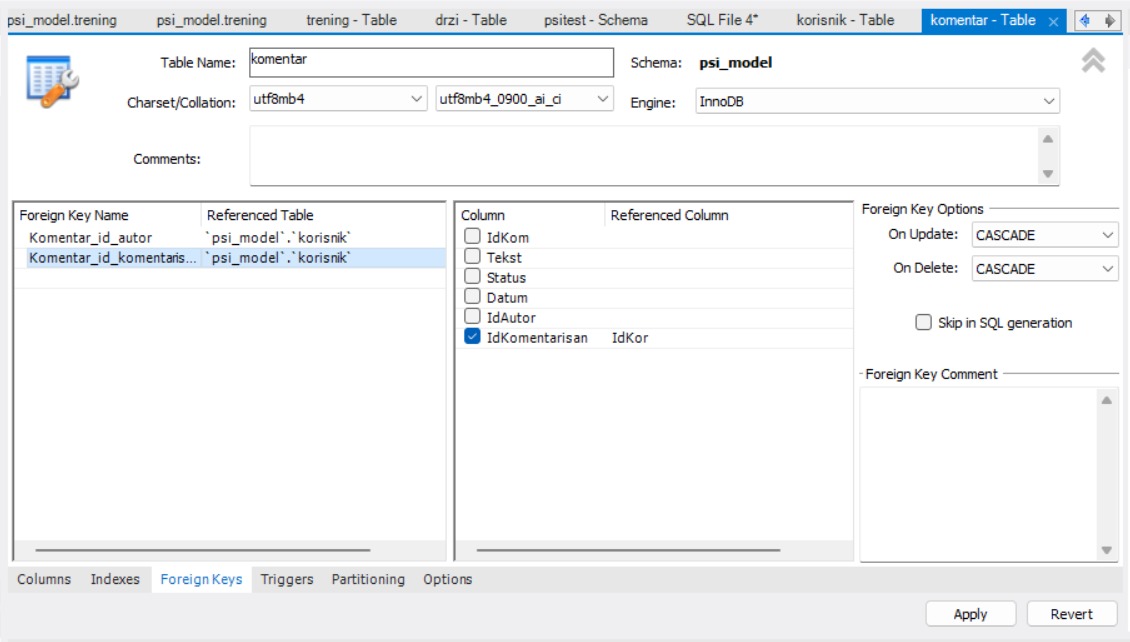 psi_model.trening psi_model.trening trening - Table drzi - Table psitest - Schema SQL File 4* korisnik - Table komentar - Table
Table Name: komentar Schema: psi_model
Charset/Collation: utf8mb4 utf8mb4_0900_ai_ci Engine: InnoDB
Comments:
Foreign Key Name Referenced Table
Komentar_id_autor `psi_model`.`korisnik`
Komentar_id_komentaris... `psi_model`.`korisnik`
Column Referenced Column
IdKom
Tekst
Status
Datum
IdAutor
IdKomentarisan IdKor
Foreign Key Options
On Update: CASCADE
On Delete: CASCADE
Skip in SQL generation
Foreign Key Comment
Columns Indexes Foreign Keys Triggers Partitioning Options
Apply Revert